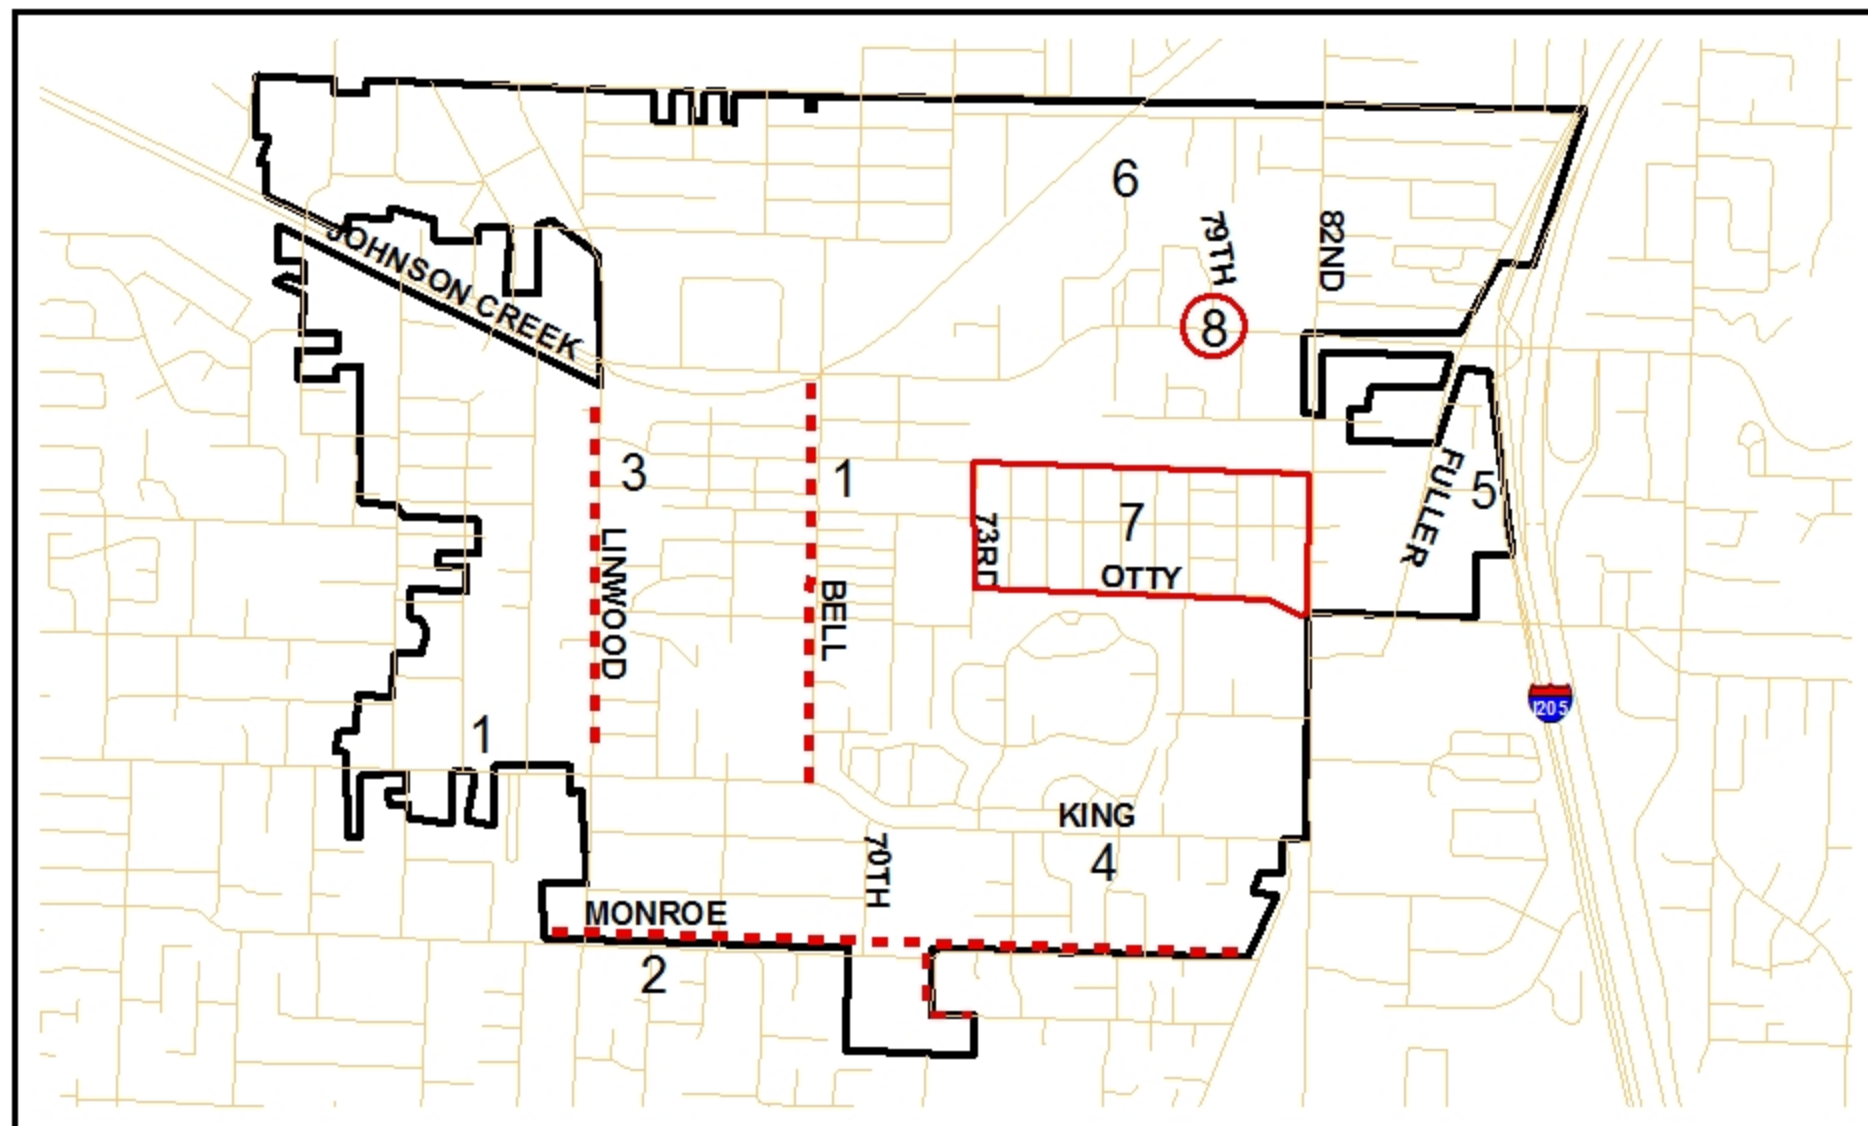 6
79TH
82ND
JOHNSON CREEK
8
3
1
5
FULLER
7
73RD
OTTY
LINWOOD
BELL
I205
1
KING
4
70TH
MONROE
2